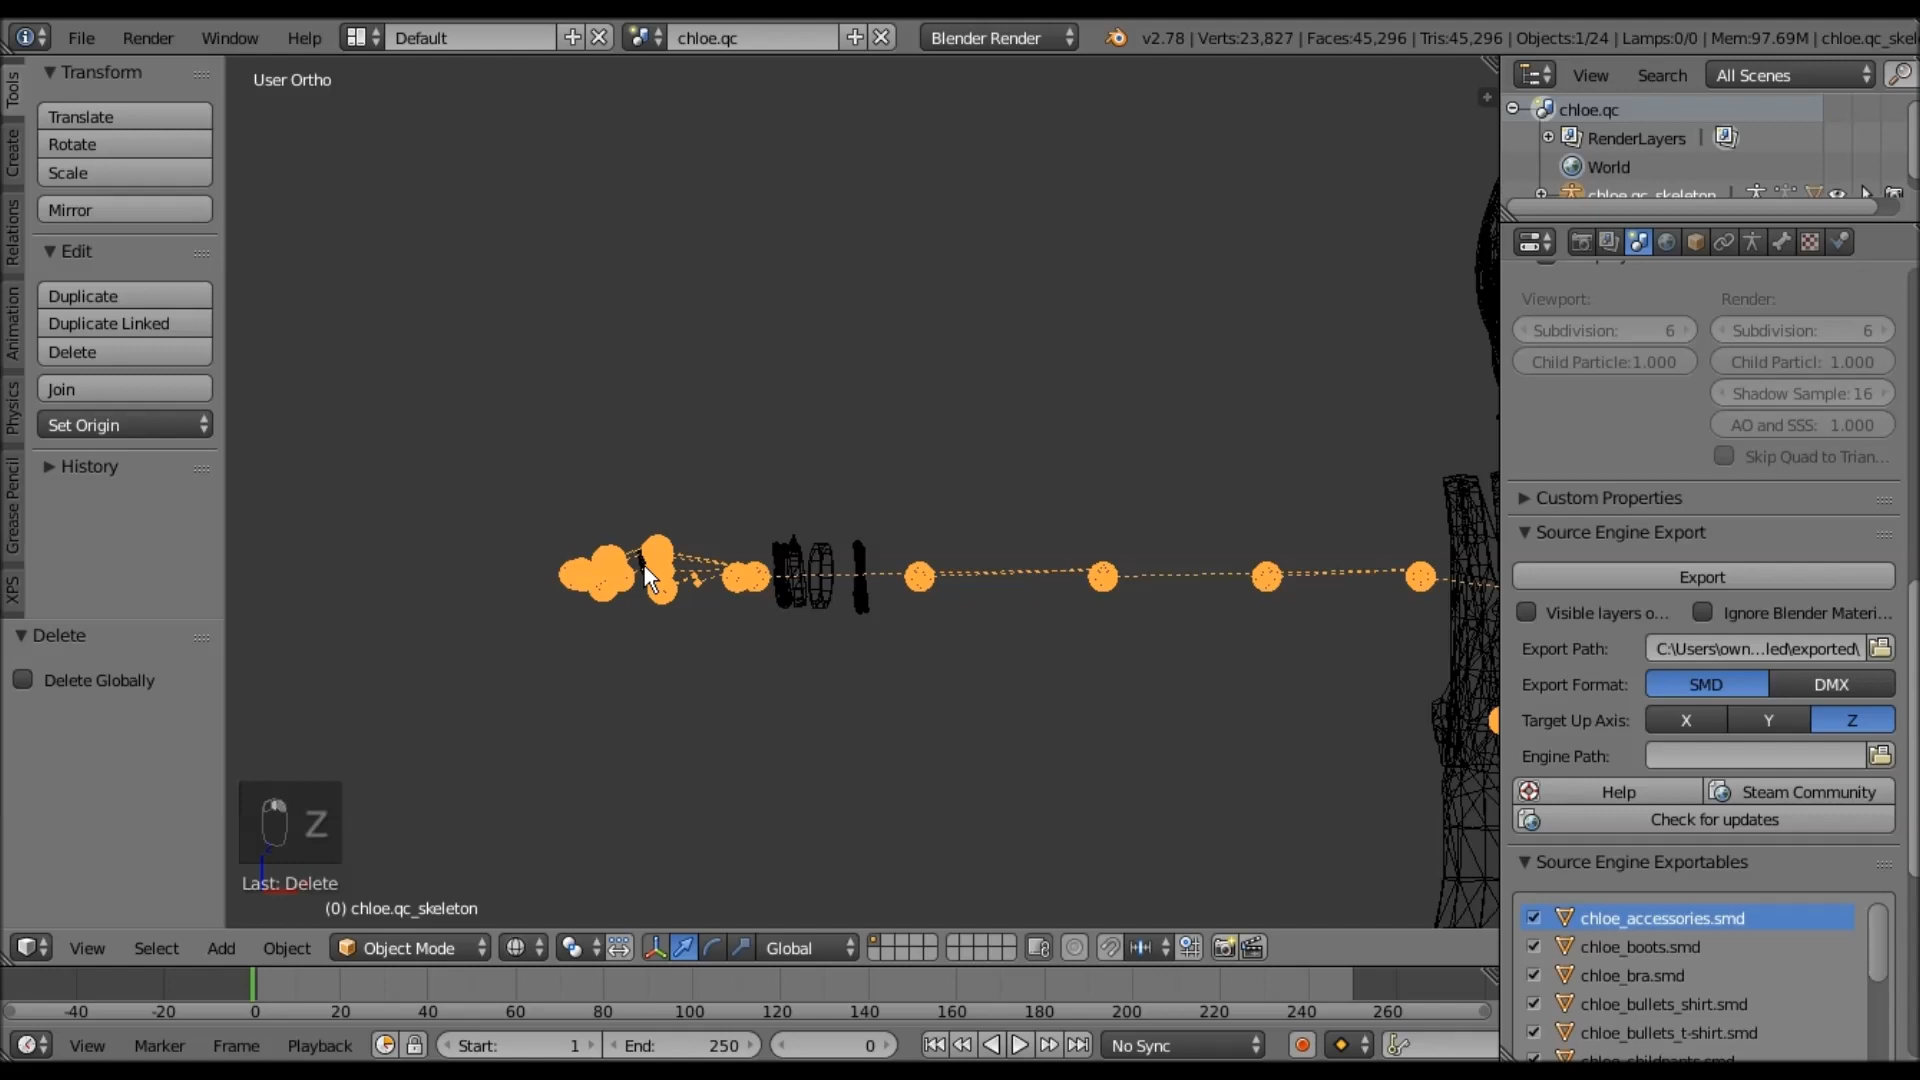 File Render Window Help Default chloe.qc Blender Render v2.78 | Verts:23,827 | Faces:45,296 | Tris:45,296 | Objects:1/24 | Lamps:0/0 | Mem:97.69M | chloe.qc_skel
Tools
Create
Relations
Animation
Physics
Grease Pencil
XPS
Transform
Translate
Rotate
Scale
Mirror
Edit
Duplicate
Duplicate Linked
Delete
Join
Set Origin
History
Delete
Delete Globally
User Ortho
Z
Last: Delete
(0) chloe.qc_skeleton
View Search All Scenes
chloe.qc
RenderLayers |
World
chloe.qc_skeleton |
Viewport: Render:
Subdivision: 6 Subdivision: 6
Child Particle:1.000 Child Particl: 1.000
Shadow Sample: 16
AO and SSS: 1.000
Skip Quad to Trian...
Custom Properties
Source Engine Export
Export
Visible layers o... Ignore Blender Materi...
Export Path: C:\Users\own...led\exported\
Export Format: SMD DMX
Target Up Axis: X Y Z
Engine Path:
Help Steam Community
Check for updates
Source Engine Exportables
chloe_accessories.smd
chloe_boots.smd
chloe_bra.smd
chloe_bullets_shirt.smd
chloe_bullets_t-shirt.smd
View Select Add Object Object Mode Global
-40 -20 0 20 40 60 80 100 120 140 160 180 200 220 240 260
View Marker Frame Playback Start: 1 End: 250 0 No Sync